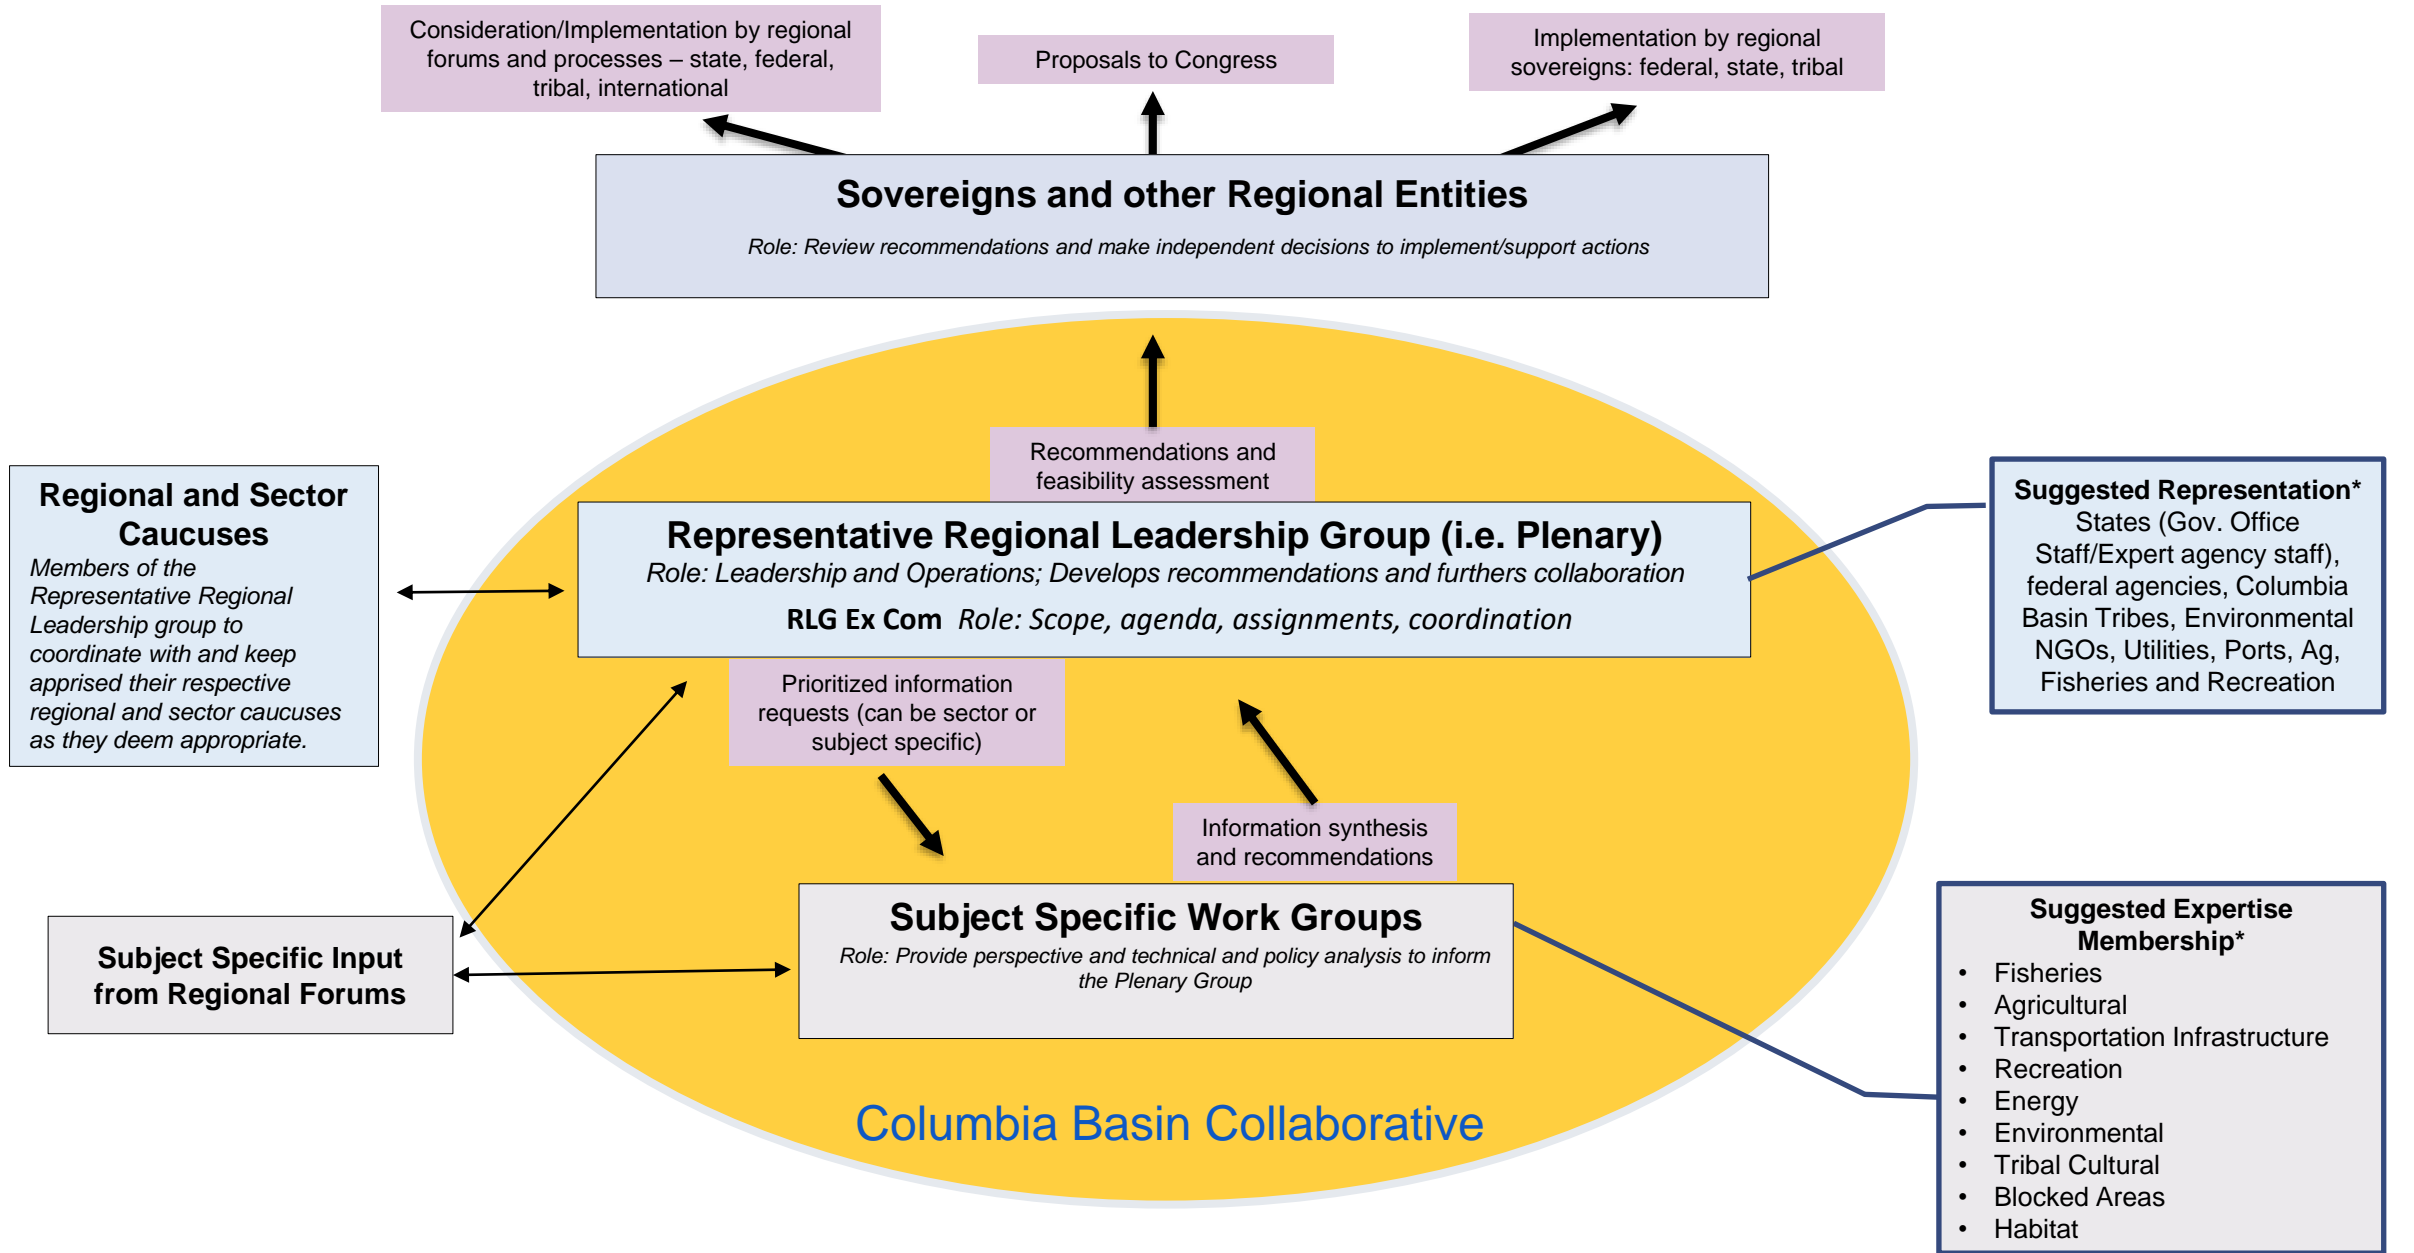 Consideration/Implementation by regional
forums and processes – state, federal,
tribal, international
Proposals to Congress
Implementation by regional
sovereigns: federal, state, tribal
Sovereigns and other Regional Entities
Role: Review recommendations and make independent decisions to implement/support actions
Recommendations and
feasibility assessment
Regional and Sector
Caucuses
Members of the
Representative Regional
Leadership group to
coordinate with and keep
apprised their respective
regional and sector caucuses
as they deem appropriate.
Representative Regional Leadership Group (i.e. Plenary)
Role: Leadership and Operations; Develops recommendations and furthers collaboration
RLG Ex Com Role: Scope, agenda, assignments, coordination
Suggested Representation*
States (Gov. Office
Staff/Expert agency staff),
federal agencies, Columbia
Basin Tribes, Environmental
NGOs, Utilities, Ports, Ag,
Fisheries and Recreation
Prioritized information
requests (can be sector or
subject specific)
Information synthesis
and recommendations
Subject Specific Input
from Regional Forums
Subject Specific Work Groups
Role: Provide perspective and technical and policy analysis to inform
the Plenary Group
Suggested Expertise
Membership*
• Fisheries
• Agricultural
• Transportation Infrastructure
• Recreation
• Energy
• Environmental
• Tribal Cultural
• Blocked Areas
• Habitat
Columbia Basin Collaborative